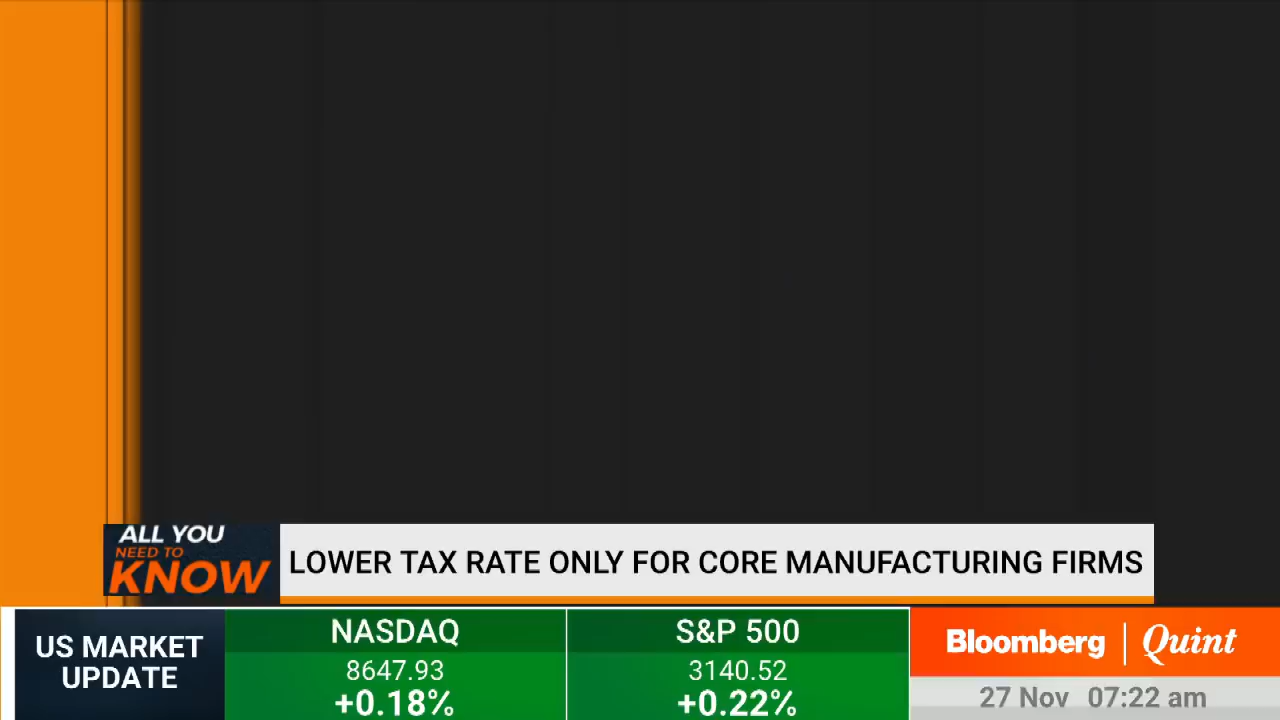 ALL YOU
NEED TO
KNOW
LOWER TAX RATE ONLY FOR CORE MANUFACTURING FIRMS
US MARKET
UPDATE
NASDAQ
8647.93
+0.18%
S&P 500
3140.52
+0.22%
Bloomberg | Quint
27 Nov 07:22 am